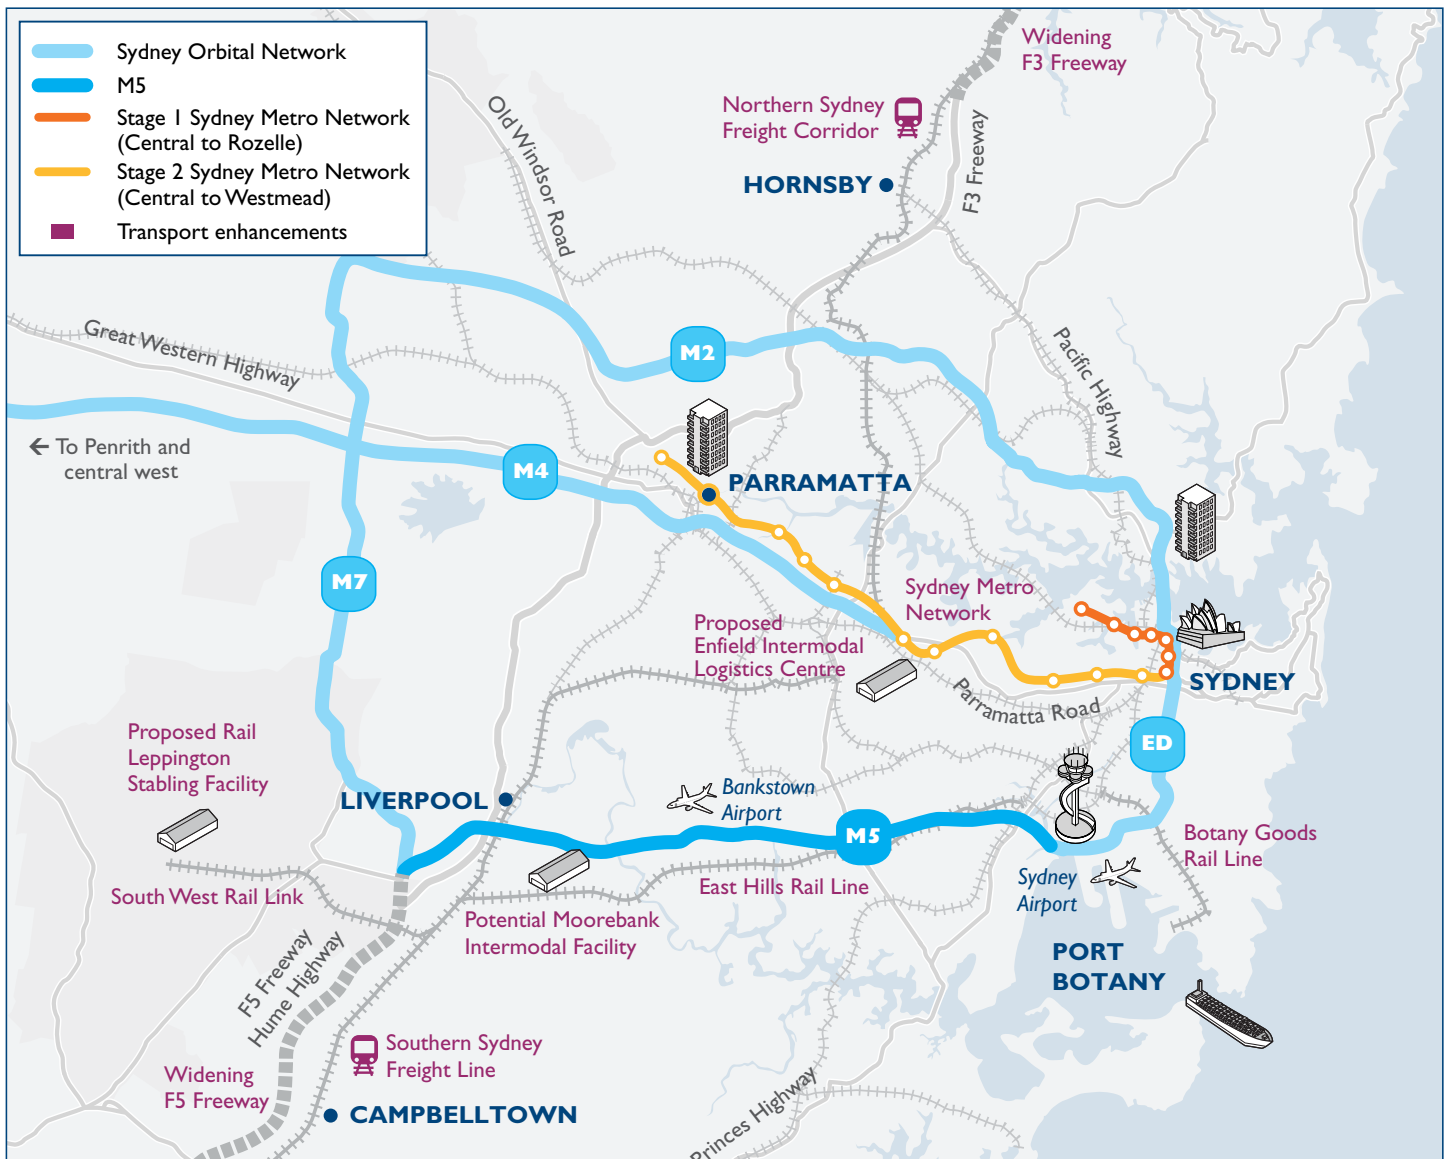 Sydney Orbital Network
M5
Stage 1 Sydney Metro Network
(Central to Rozelle)
Stage 2 Sydney Metro Network
(Central to Westmead)
Transport enhancements
Widening
F3 Freeway
Northern Sydney
Freight Corridor
Old Windsor Road
F3 Freeway
HORNSBY
Great Western Highway
M2
Pacific Highway
← To Penrith and
central west
M4
PARRAMATTA
M7
Sydney Metro
Network
Proposed
Enfield Intermodal
Logistics Centre
SYDNEY
Parramatta Road
Proposed Rail
Leppington
Stabling Facility
ED
LIVERPOOL
Bankstown
Airport
M5
Botany Goods
Rail Line
South West Rail Link
East Hills Rail Line
Sydney
Airport
Potential Moorebank
Intermodal Facility
F5 Freeway
Hume Highway
PORT
BOTANY
Southern Sydney
Freight Line
Widening
F5 Freeway
CAMPBELLTOWN
Princes Highway